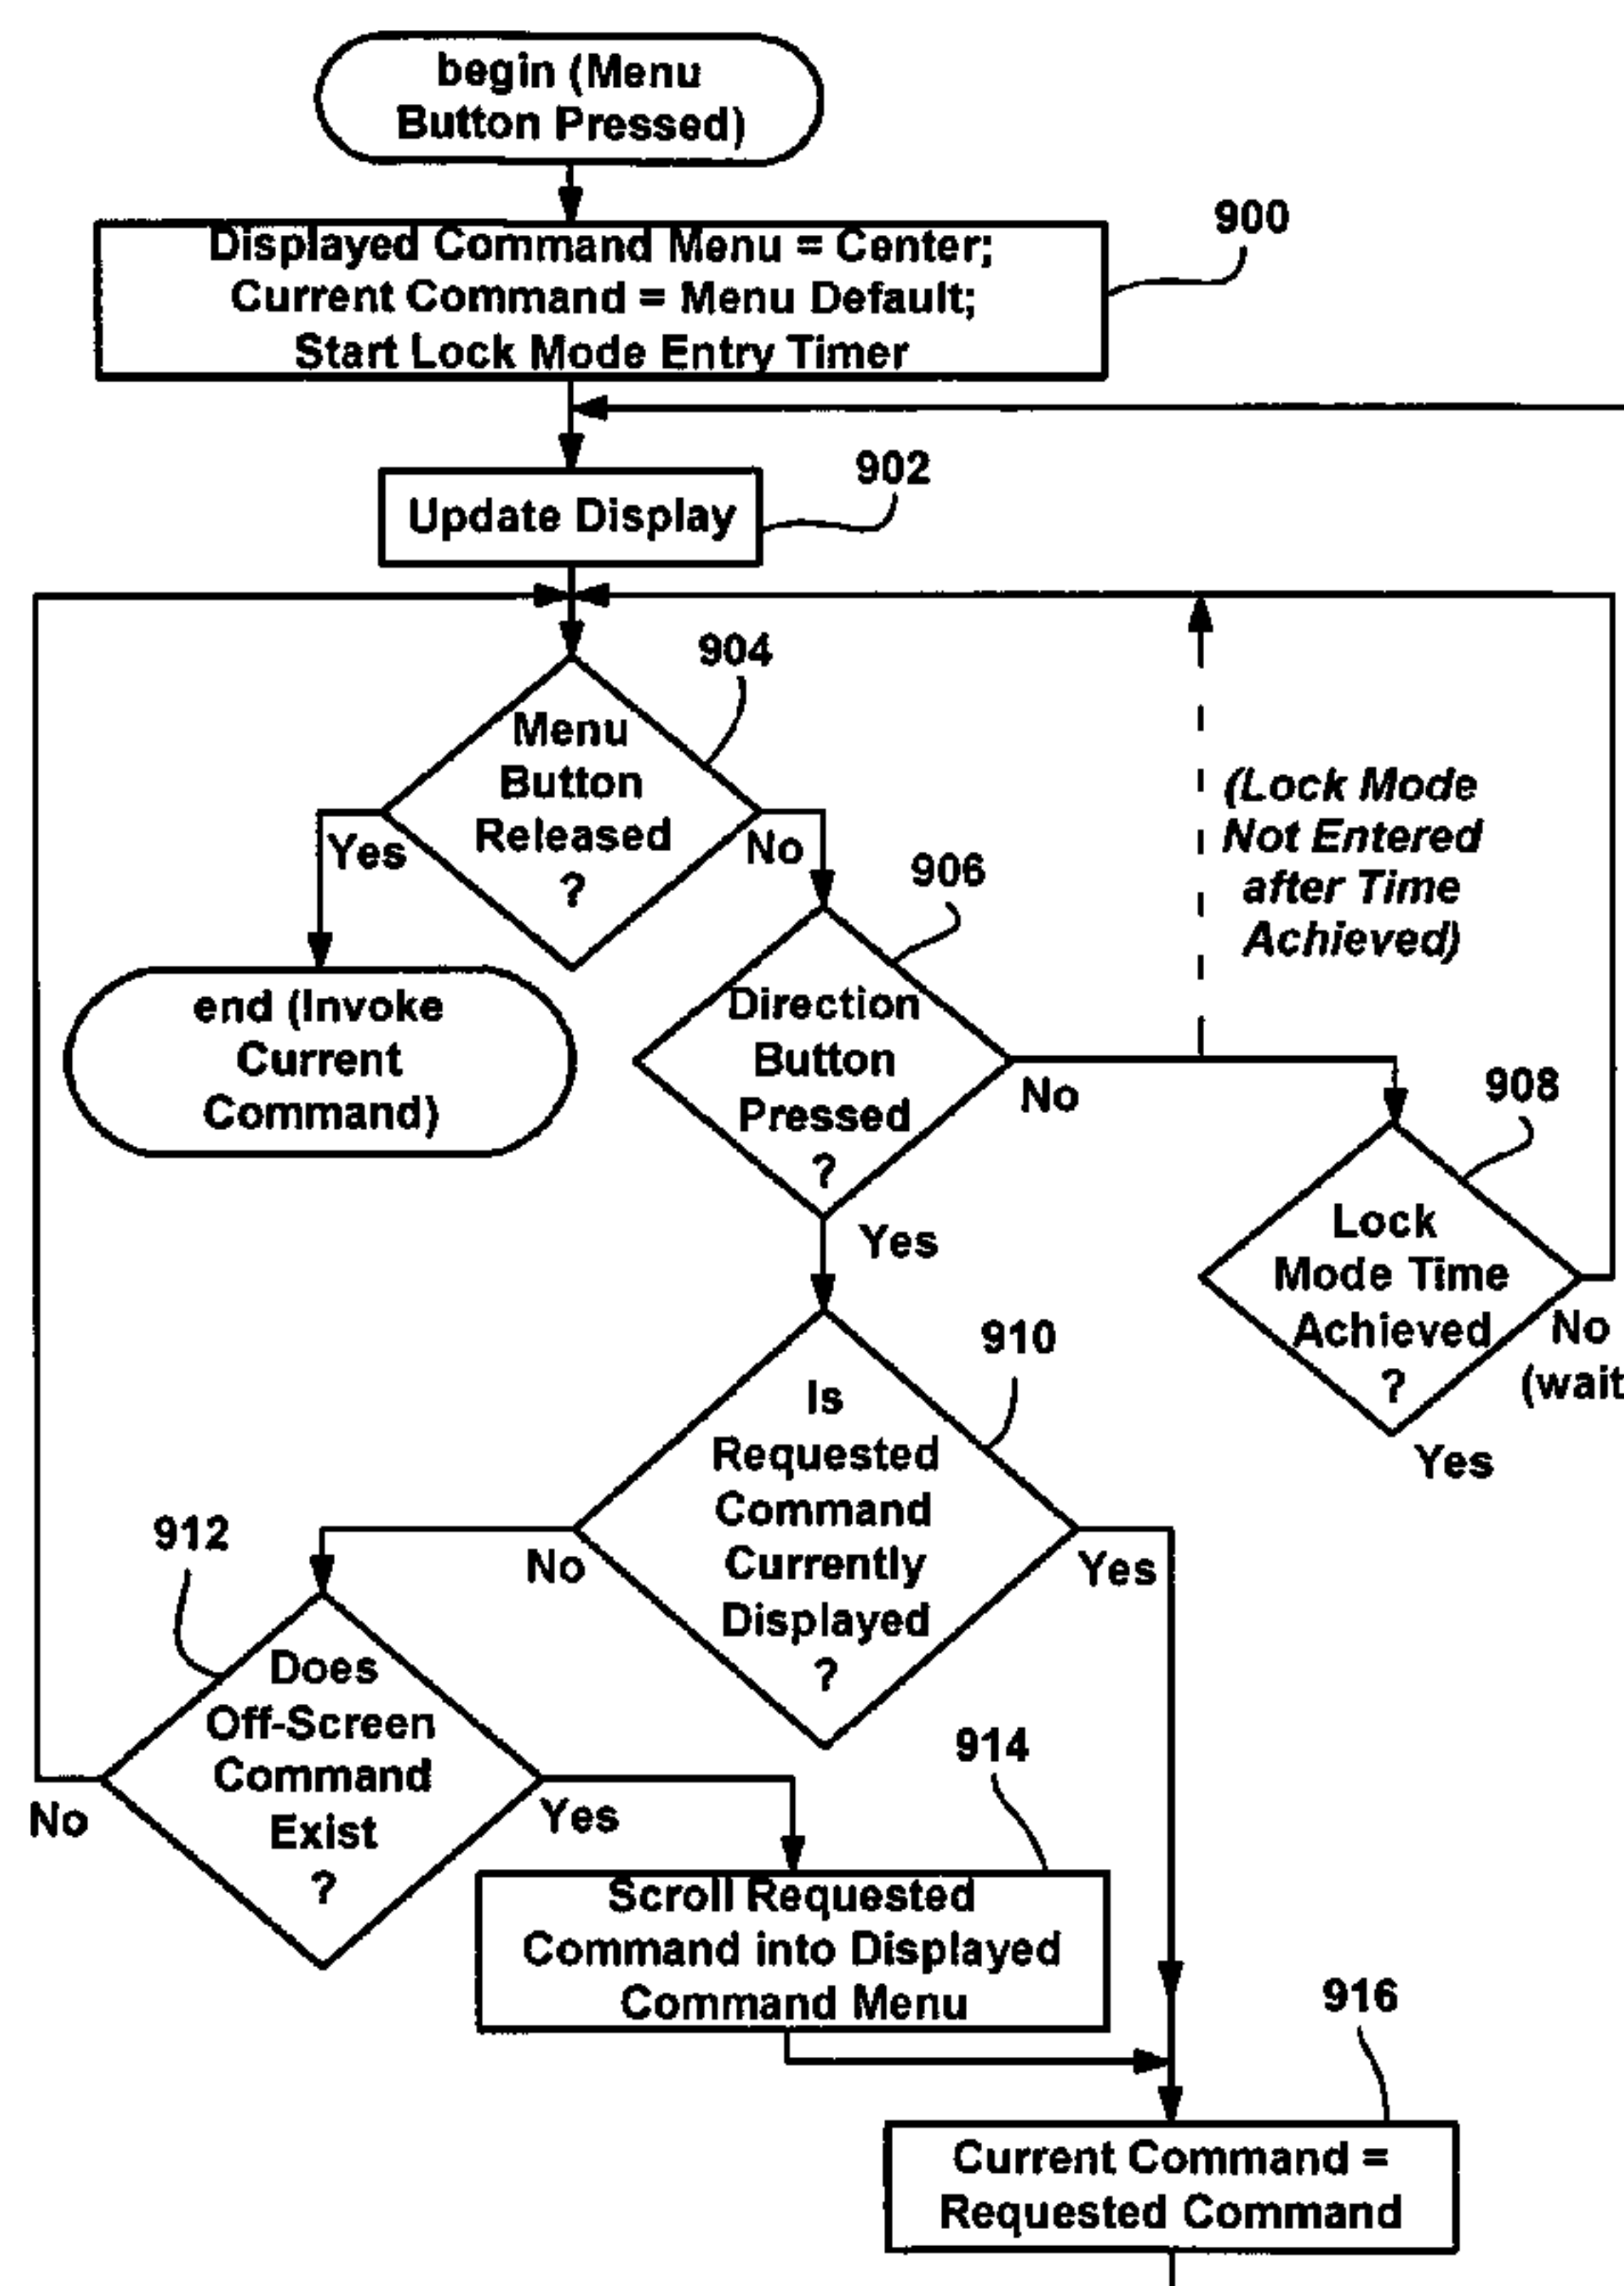 begin (Menu
Button Pressed)
900
Displayed Command Menu = Center;
Current Command = Menu Default;
Start Lock Mode Entry Timer
902
Update Display
904
Menu
Button
Released
?
Yes
No
(Lock Mode
Not Entered
after Time
Achieved)
906
end (Invoke
Current
Command)
Direction
Button
Pressed
?
No
Yes
908
Lock
Mode Time
Achieved
?
No
(wait
Yes
910
Is
Requested
Command
Currently
Displayed
?
No
Yes
912
Does
Off-Screen
Command
Exist
?
No
Yes
914
Scroll Requested
Command into Displayed
Command Menu
916
Current Command =
Requested Command